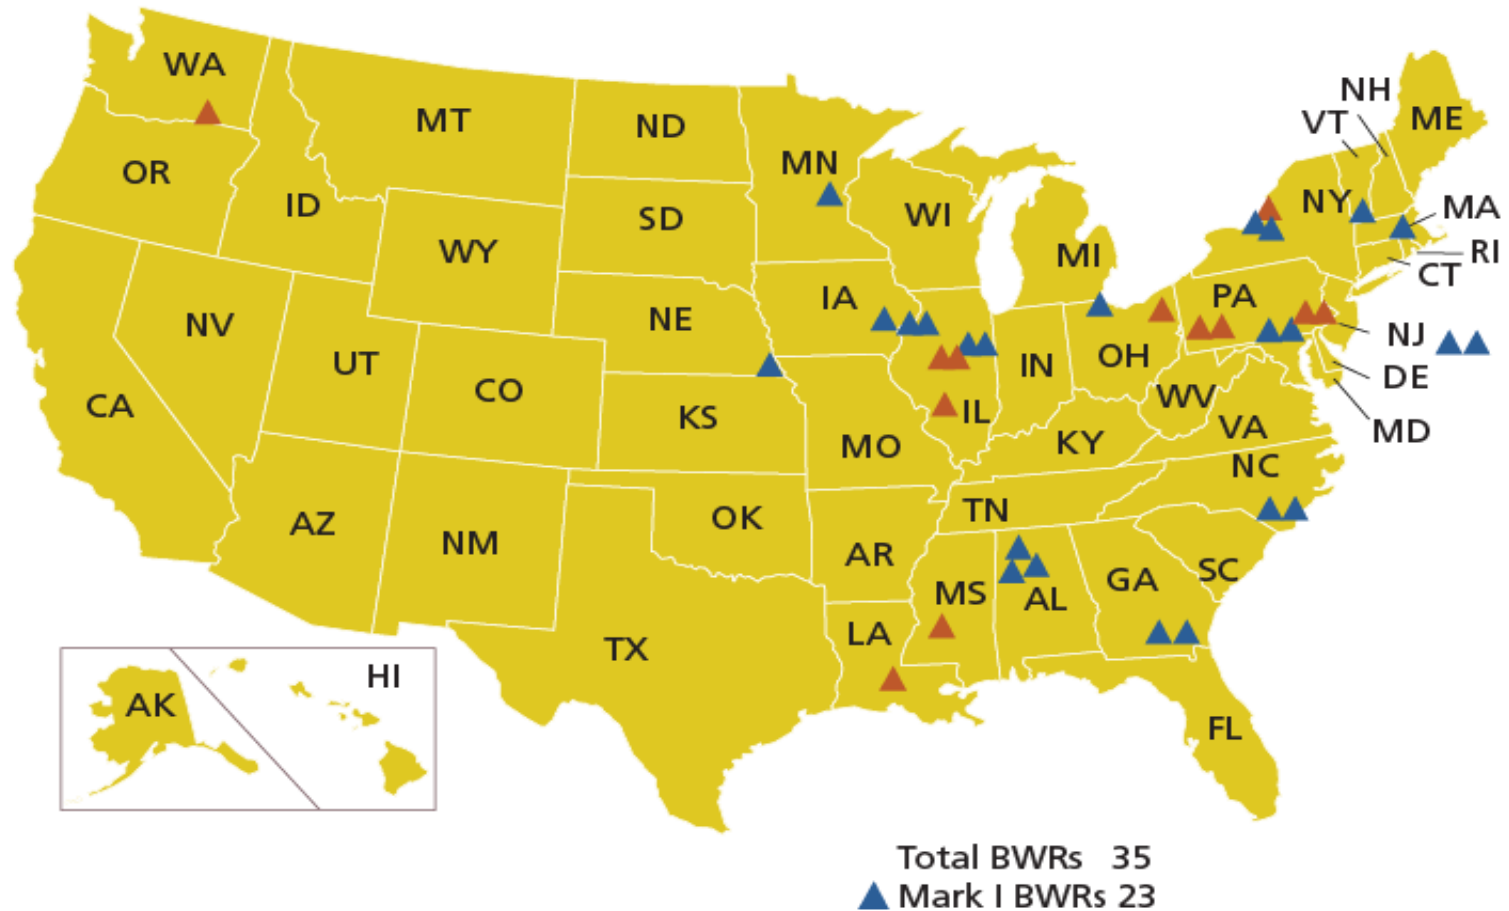 WA
NH
ME
VT
MT
ND
OR
MN
ID
NY
MA
SD
WI
WY
MI
RI
CT
IA
PA
NV
NE
NJ
UT
OH
IN
CO
DE
WV
CA
IL
KS
VA
MD
MO
KY
NC
TN
OK
AZ
NM
AR
SC
GA
MS
AL
LA
TX
HI
AK
FL
Total BWRs 35
Mark I BWRs 23